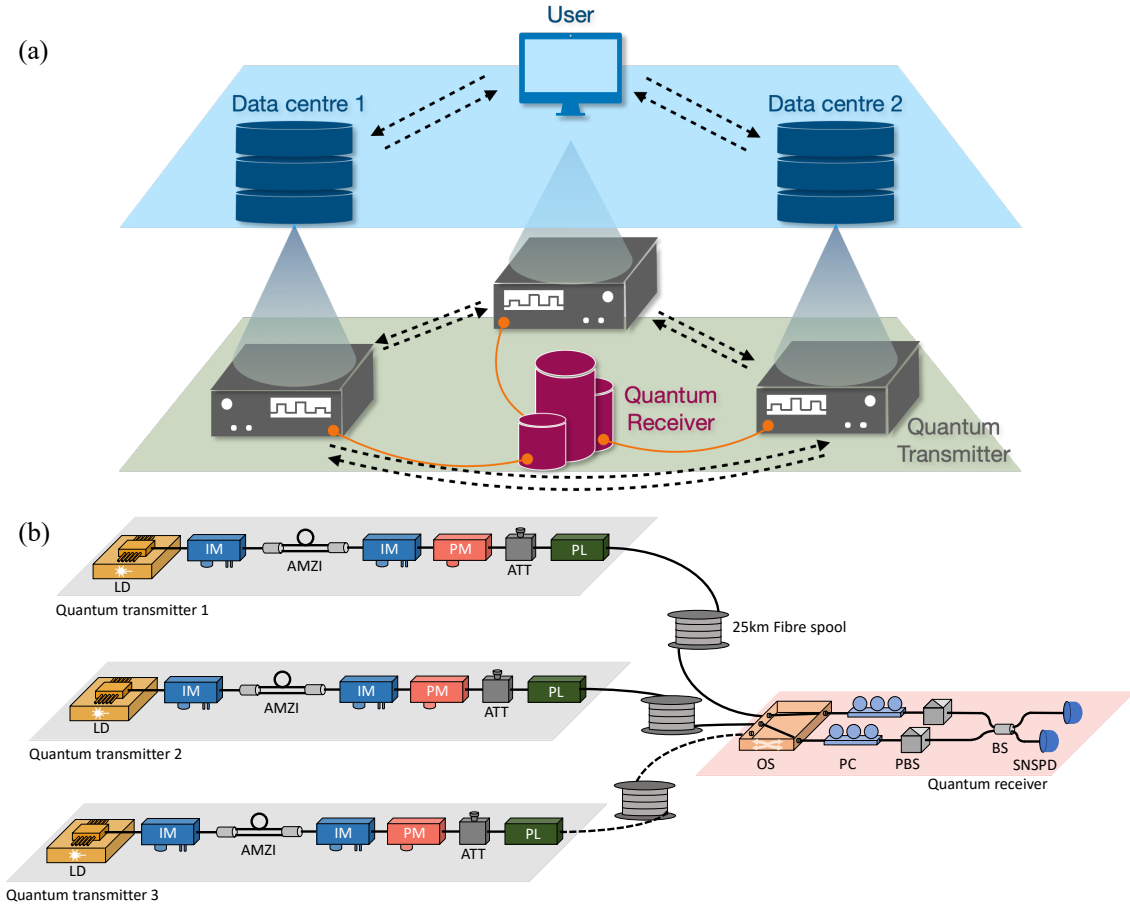 (a)
User
Data centre 1
Data centre 2
Quantum
Receiver
Quantum
Transmitter
(b)
IM
AMZI
IM
PM
ATT
PL
LD
Quantum transmitter 1
25km Fibre spool
IM
AMZI
IM
PM
ATT
PL
LD
Quantum transmitter 2
OS
PC
PBS
BS
SNSPD
Quantum receiver
IM
AMZI
IM
PM
ATT
PL
LD
Quantum transmitter 3